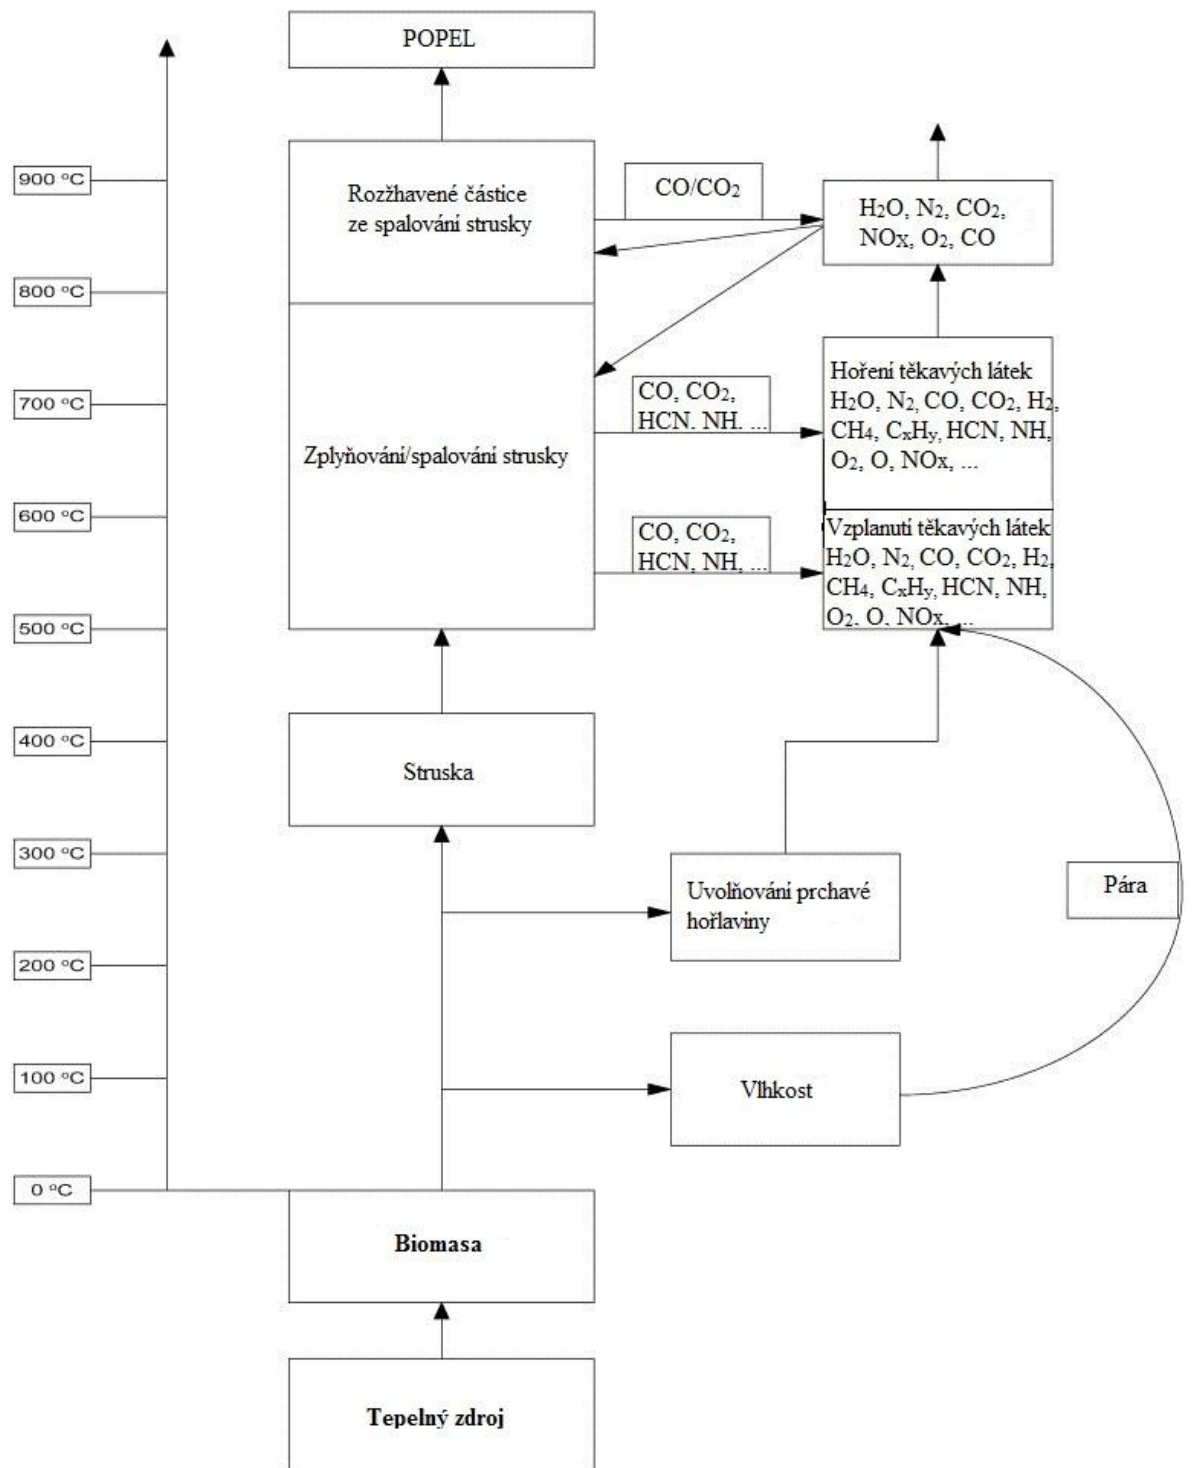 POPEL
900 °C
Rozžhavené částice
ze spalování strusky
CO/CO₂
H₂O, N₂, CO₂,
NOx, O₂, CO
800 °C
700 °C
Zplyňování/spalování strusky
CO, CO₂,
HCN, NH, ...
Hoření těkavých látek
H₂O, N₂, CO, CO₂, H₂,
CH₄, CₓHᵧ, HCN, NH,
O₂, O, NOx, ...
600 °C
CO, CO₂,
HCN, NH, ...
Vzplanutí těkavých látek
H₂O, N₂, CO, CO₂, H₂,
CH₄, CₓHᵧ, HCN, NH,
O₂, O, NOx, ...
500 °C
400 °C
Struska
300 °C
Uvolňování prchavé
hořlaviny
Pára
200 °C
100 °C
Vlhkost
0 °C
Biomasa
Tepelný zdroj